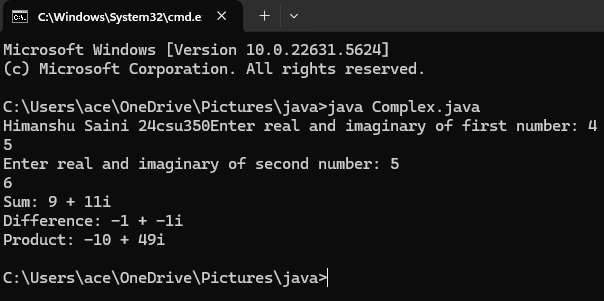 C:\Windows\System32\cmd.e
Microsoft Windows [Version 10.0.22631.5624]
(c) Microsoft Corporation. All rights reserved.
C:\Users\ace\OneDrive\Pictures\java>java Complex.java
Himanshu Saini 24csu350Enter real and imaginary of first number: 4
5
Enter real and imaginary of second number: 5
6
Sum: 9 + 11i
Difference: -1 + -1i
Product: -10 + 49i
C:\Users\ace\OneDrive\Pictures\java>